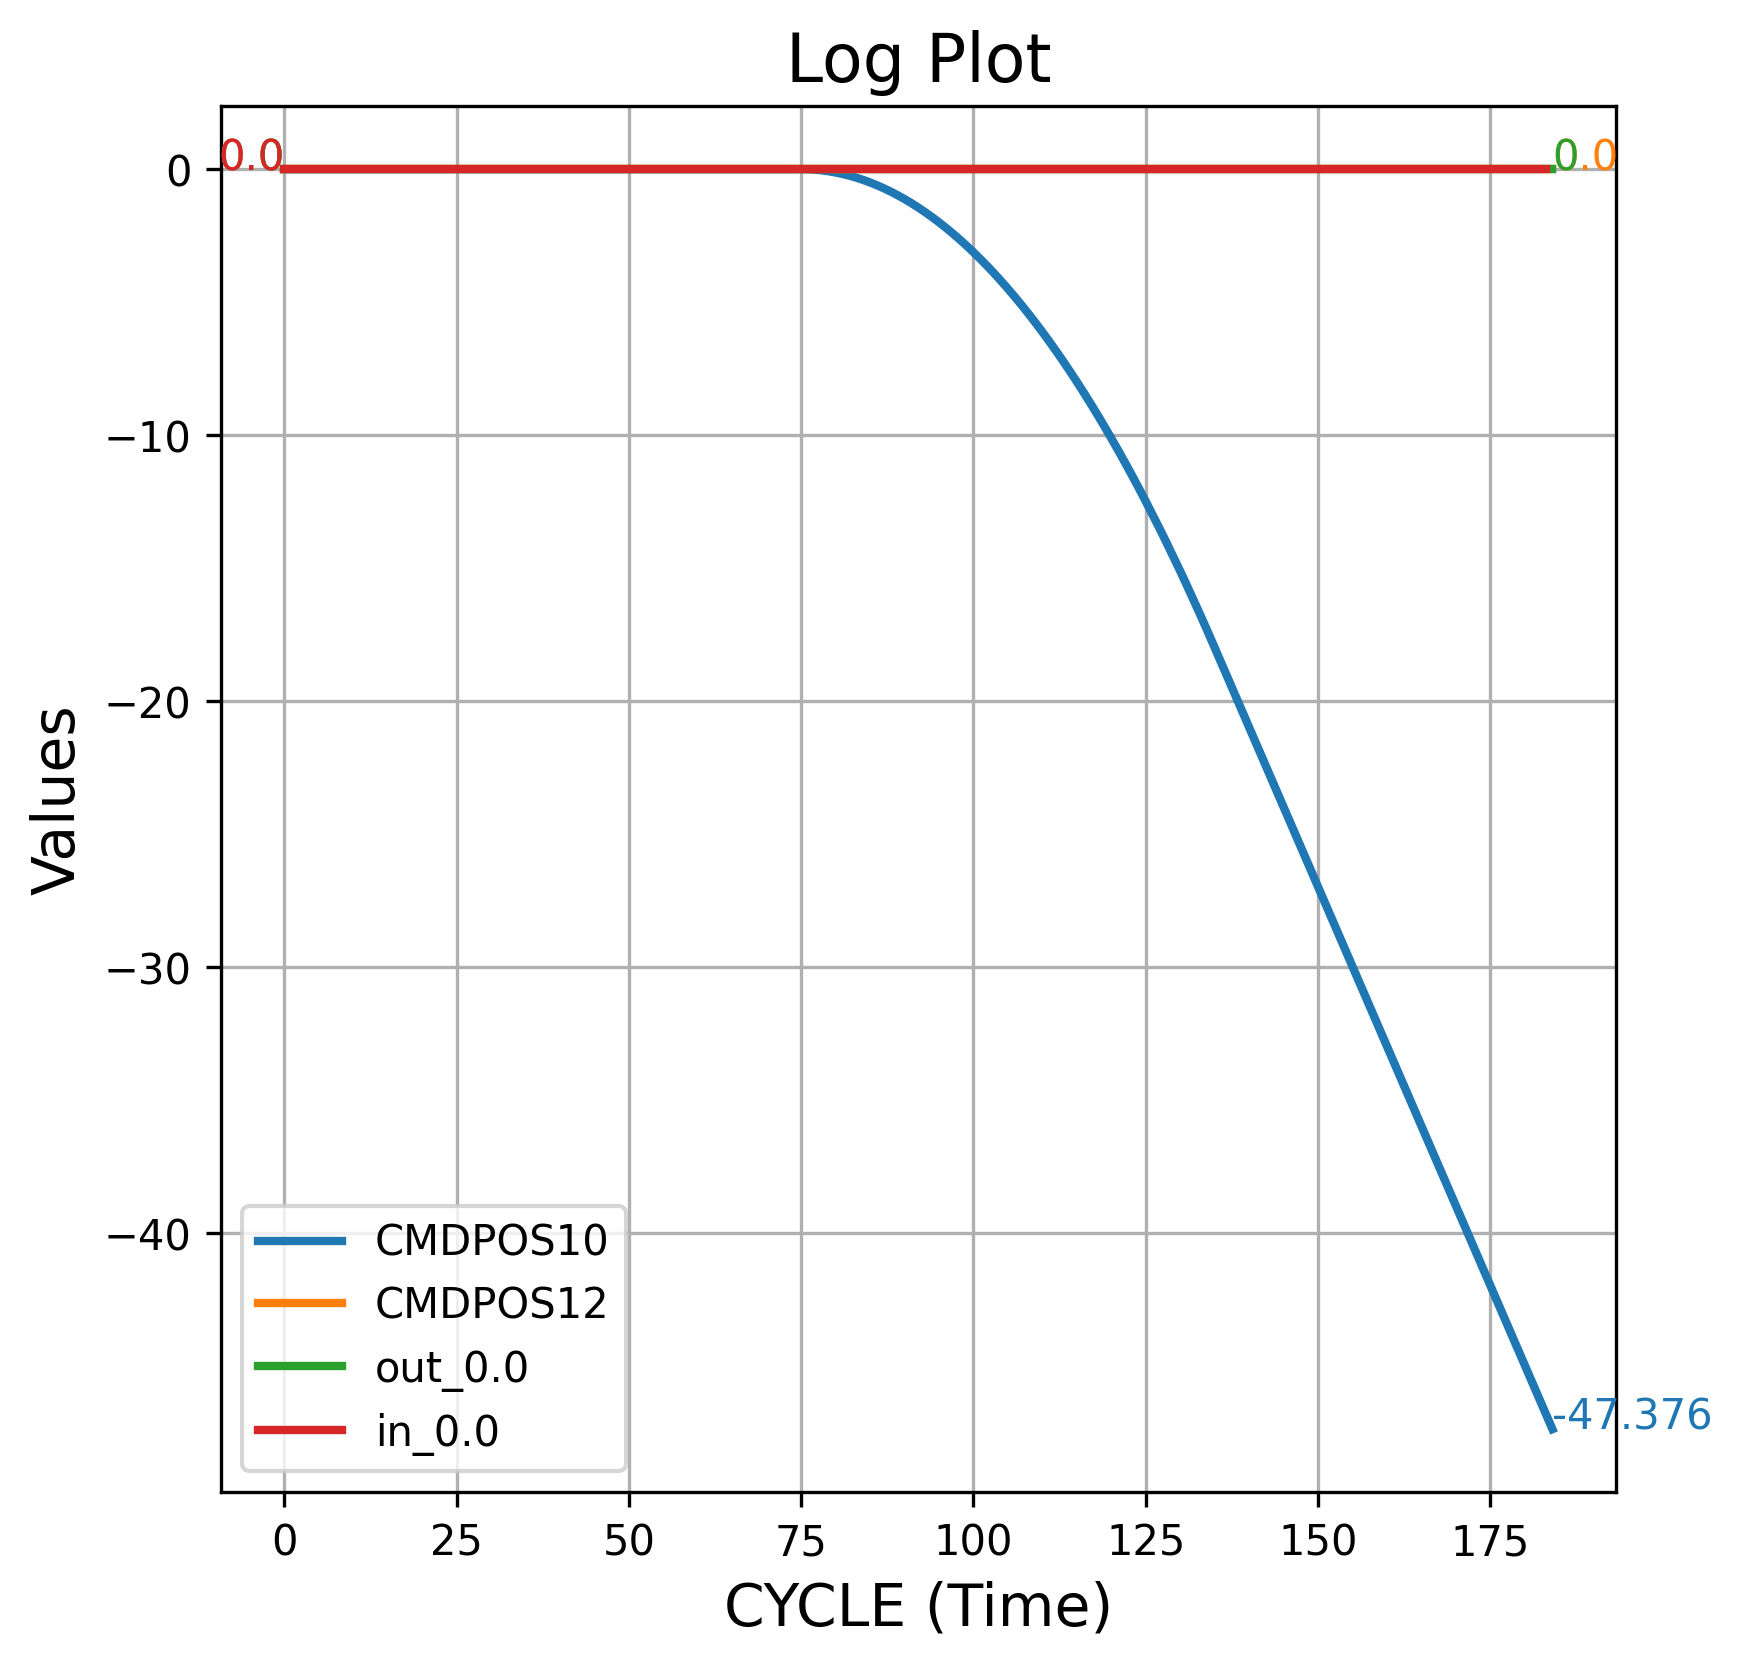 Log Plot
0.0
0.0
0
−10
−20
−30
−40
Values
-47.376
CMDPOS10
CMDPOS12
out_0.0
in_0.0
0 25 50 75 100 125 150 175
CYCLE (Time)